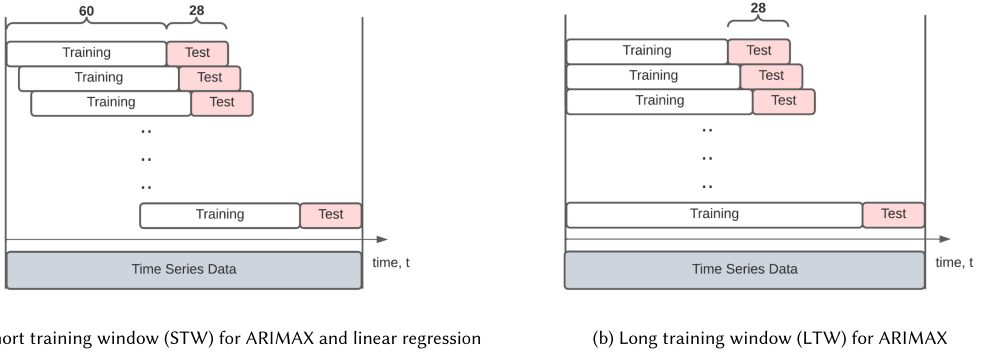 60 28
Training Test
Training Test
Training Test
Training Test
time, t
Time Series Data
ort training window (STW) for ARIMAX and linear regression
28
Training Test
Training Test
Training Test
Training Test
time, t
Time Series Data
(b) Long training window (LTW) for ARIMAX